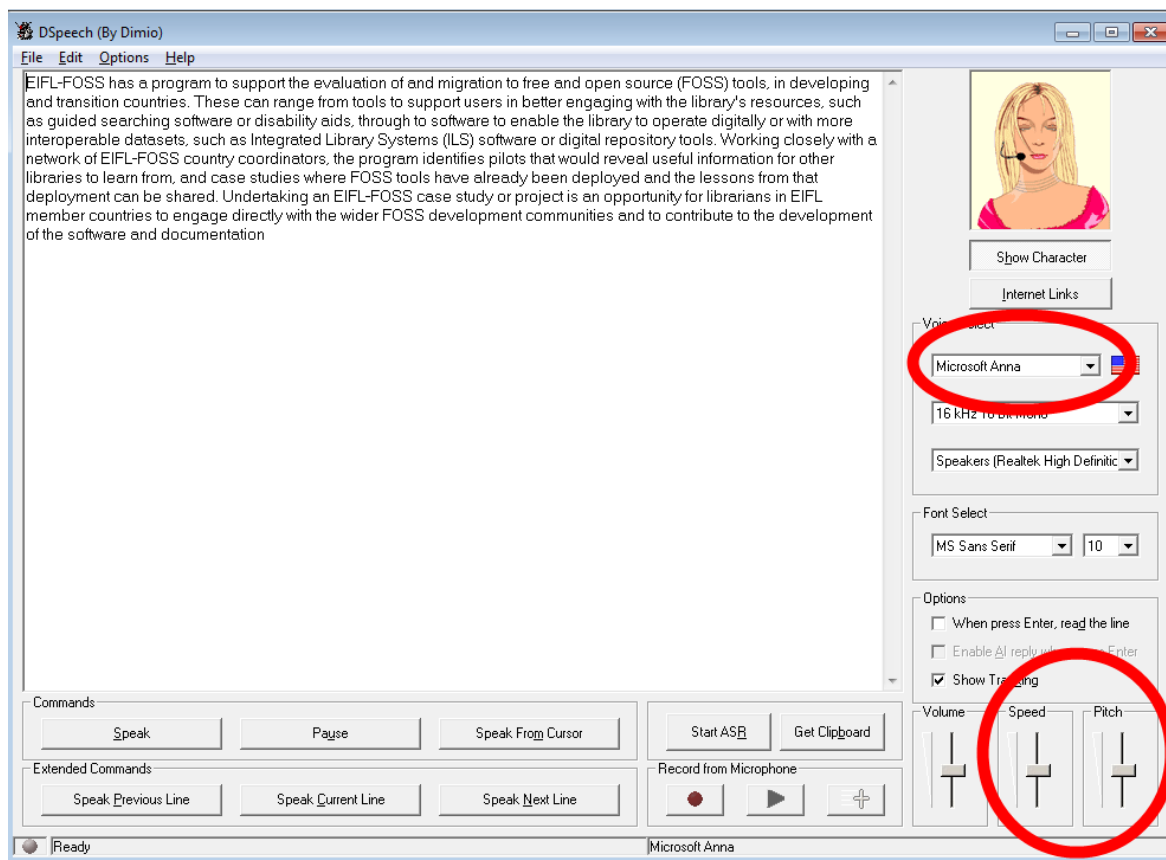 DSpeech (By Dimio)
File Edit Options Help
EIFL-FOSS has a program to support the evaluation of and migration to free and open source (FOSS) tools, in developing
and transition countries. These can range from tools to support users in better engaging with the library's resources, such
as guided searching software or disability aids, through to software to enable the library to operate digitally or with more
interoperable datasets, such as Integrated Library Systems (ILS) software or digital repository tools. Working closely with a
network of EIFL-FOSS country coordinators, the program identifies pilots that would reveal useful information for other
libraries to learn from, and case studies where FOSS tools have already been deployed and the lessons from that
deployment can be shared. Undertaking an EIFL-FOSS case study or project is an opportunity for librarians in EIFL
member countries to engage directly with the wider FOSS development communities and to contribute to the development
of the software and documentation
Show Character
Internet Links
Voice Select
Microsoft Anna
16 kHz 16 Bit Mono
Speakers (Realtek High Definitic
Font Select
MS Sans Serif 10
Options
When press Enter, read the line
Enable AI reply Enter
Show Tracking
Volume Speed Pitch
Commands
Speak Pause Speak From Cursor
Start ASR Get Clipboard
Extended Commands
Speak Previous Line Speak Current Line Speak Next Line
Record from Microphone
Ready Microsoft Anna